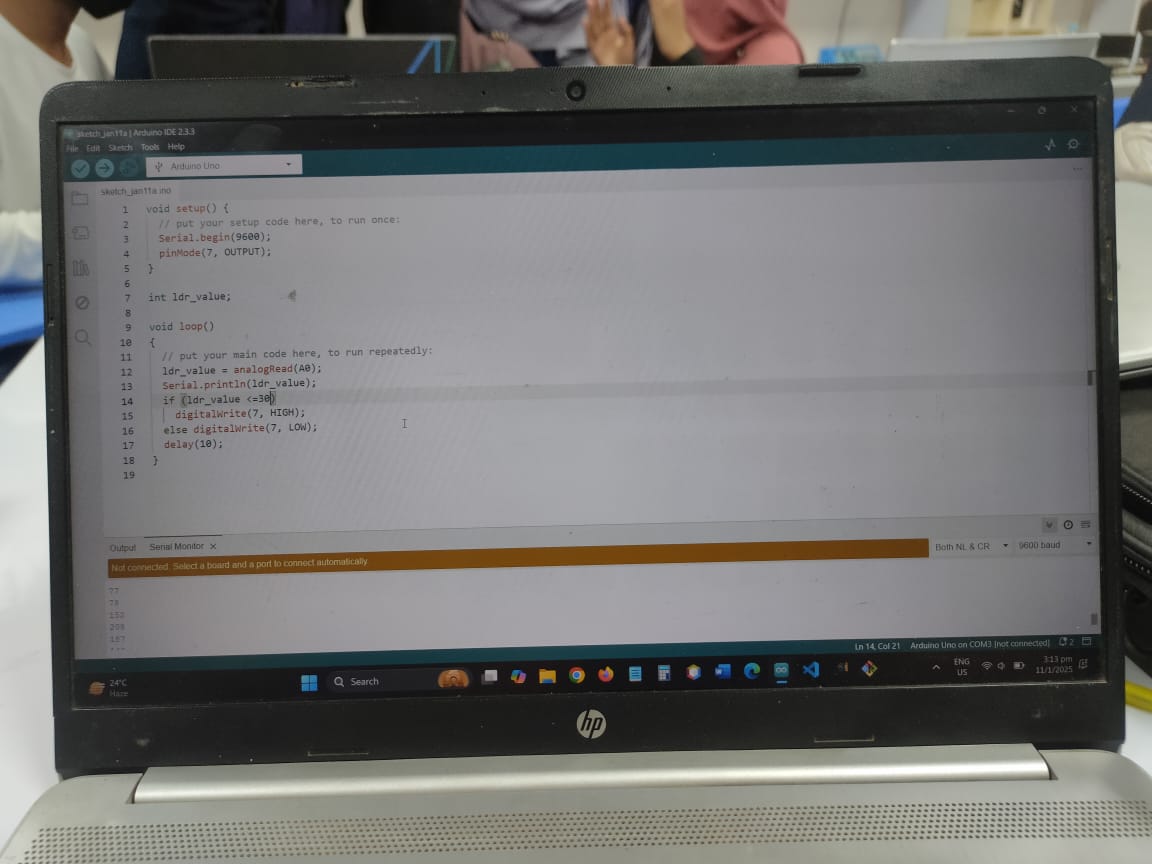 sketch_jan11a | Arduino IDE 2.3.3
File Edit Sketch Tools Help
Arduino Uno
sketch_jan11a.ino
1 void setup() {
2 // put your setup code here, to run once:
3 Serial.begin(9600);
4 pinMode(7, OUTPUT);
5 }
6
7 int ldr_value;
8
9 void loop()
10 {
11 // put your main code here, to run repeatedly:
12 ldr_value = analogRead(A0);
13 Serial.println(ldr_value);
14 if (ldr_value <=30)
15 digitalWrite(7, HIGH);
16 else digitalWrite(7, LOW);
17 delay(10);
18 }
19
Output Serial Monitor
Not connected. Select a board and a port to connect automatically
Both NL & CR 9600 baud
77
Ln 14, Col 21 Arduino Uno on COM3 [not connected] 2
24°C
Haze
Search
ENG
US
3:13 pm
11/1/2025
hp